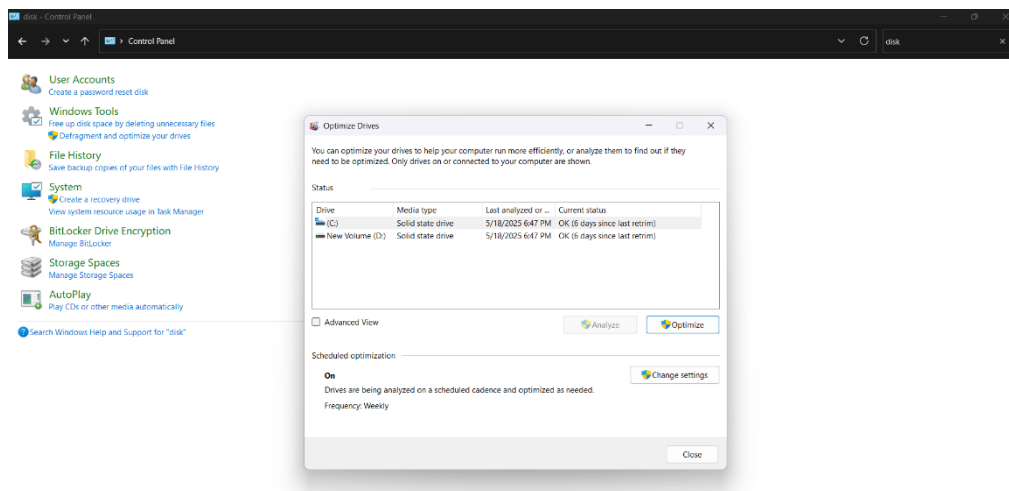 disk - Control Panel
Control Panel
disk
User Accounts
Create a password reset disk
Windows Tools
Free up disk space by deleting unnecessary files
Defragment and optimize your drives
File History
Save backup copies of your files with File History
System
Create a recovery drive
View system resource usage in Task Manager
BitLocker Drive Encryption
Manage BitLocker
Storage Spaces
Manage Storage Spaces
AutoPlay
Play CDs or other media automatically
Search Windows Help and Support for "disk"
Optimize Drives
You can optimize your drives to help your computer run more efficiently, or analyze them to find out if they
need to be optimized. Only drives on or connected to your computer are shown.
Status
Drive Media type Last analyzed or ... Current status
(C:) Solid state drive 5/18/2025 6:47 PM OK (6 days since last retrim)
New Volume (D:) Solid state drive 5/18/2025 6:47 PM OK (6 days since last retrim)
Advanced View
Analyze
Optimize
Scheduled optimization
On
Change settings
Drives are being analyzed on a scheduled cadence and optimized as needed.
Frequency: Weekly
Close